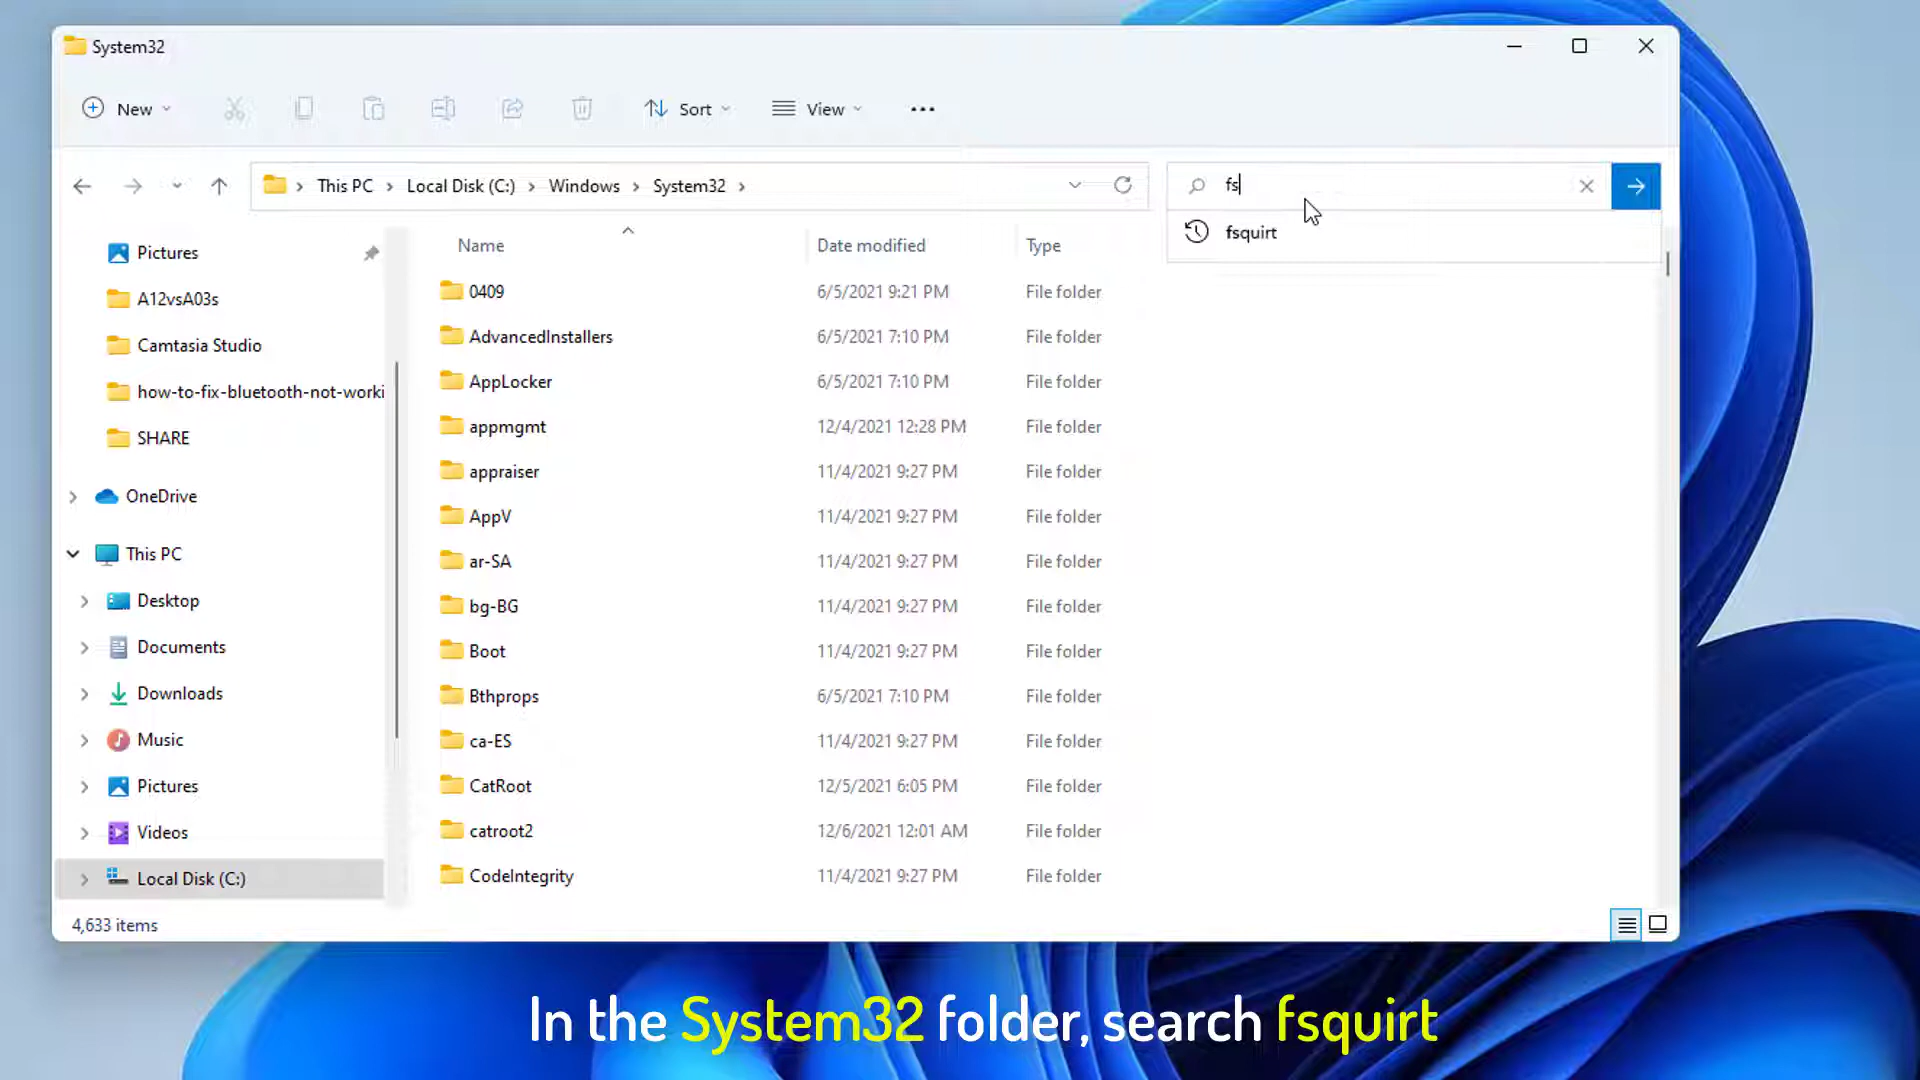 System32
New
Sort
View
This PC
Local Disk (C:)
Windows
System32
fs
fsquirt
Pictures
A12vsA03s
Camtasia Studio
how-to-fix-bluetooth-not-worki
SHARE
OneDrive
This PC
Desktop
Documents
Downloads
Music
Pictures
Videos
Local Disk (C:)
Name Date modified Type
0409 6/5/2021 9:21 PM File folder
AdvancedInstallers 6/5/2021 7:10 PM File folder
AppLocker 6/5/2021 7:10 PM File folder
appmgmt 12/4/2021 12:28 PM File folder
appraiser 11/4/2021 9:27 PM File folder
AppV 11/4/2021 9:27 PM File folder
ar-SA 11/4/2021 9:27 PM File folder
bg-BG 11/4/2021 9:27 PM File folder
Boot 11/4/2021 9:27 PM File folder
Bthprops 6/5/2021 7:10 PM File folder
ca-ES 11/4/2021 9:27 PM File folder
CatRoot 12/5/2021 6:05 PM File folder
catroot2 12/6/2021 12:01 AM File folder
CodeIntegrity 11/4/2021 9:27 PM File folder
4,633 items
In the System32 folder, search fsquirt